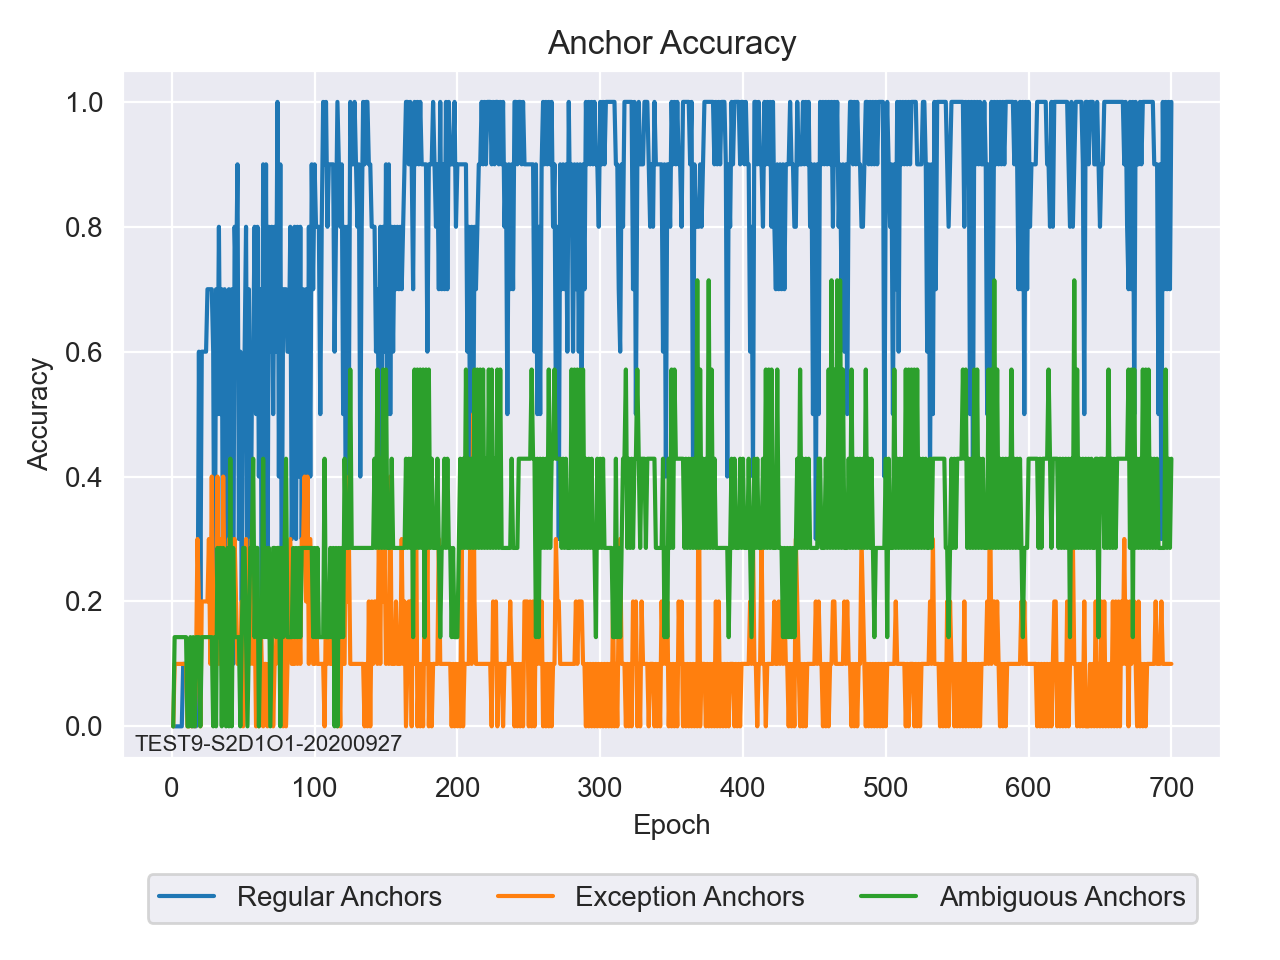 Anchor Accuracy
1.0
0.8
0.6
0.4
0.2
0.0
Accuracy
TEST9-S2D1O1-20200927
0 100 200 300 400 500 600 700
Epoch
Regular Anchors Exception Anchors Ambiguous Anchors